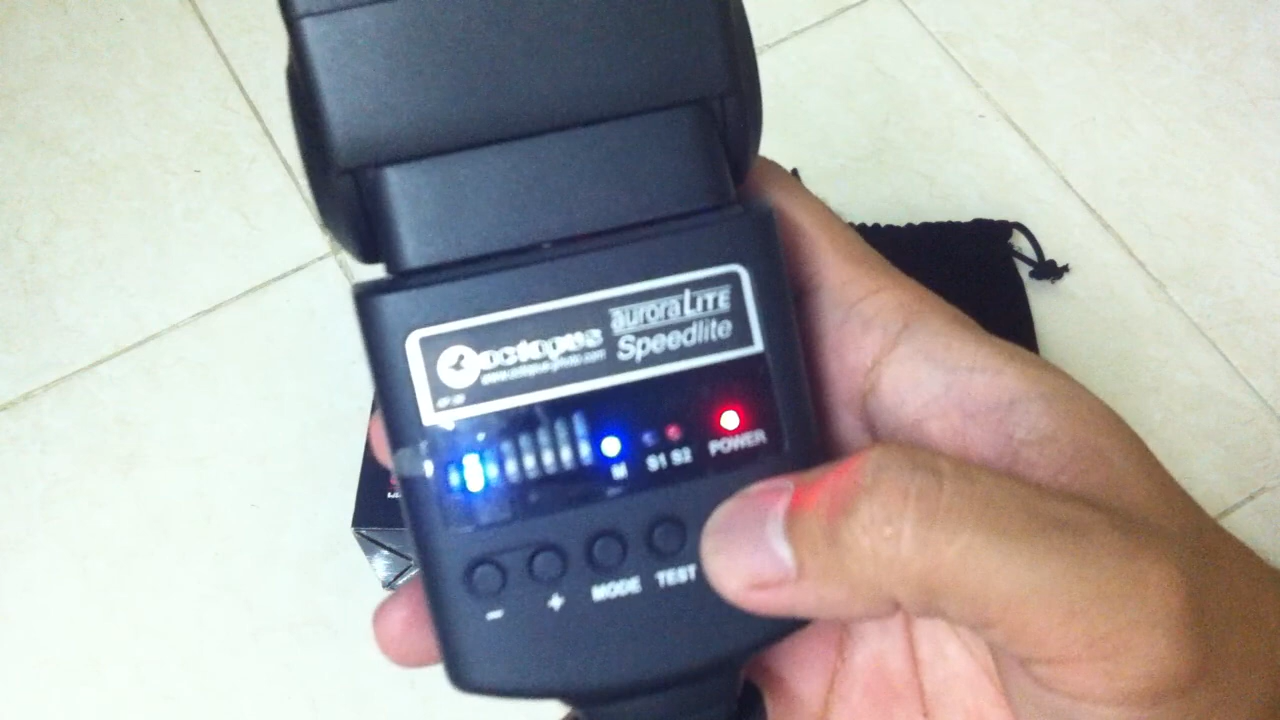 octopus
auroraLITE
Speedlite
M
S1 S2
POWER
- + MODE TEST